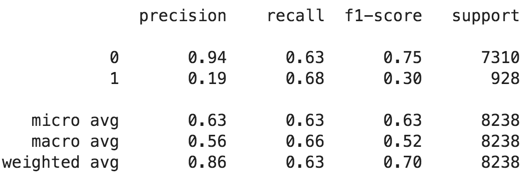 precision recall f1-score support
0 0.94 0.63 0.75 7310
1 0.19 0.68 0.30 928
micro avg 0.63 0.63 0.63 8238
macro avg 0.56 0.66 0.52 8238
weighted avg 0.86 0.63 0.70 8238